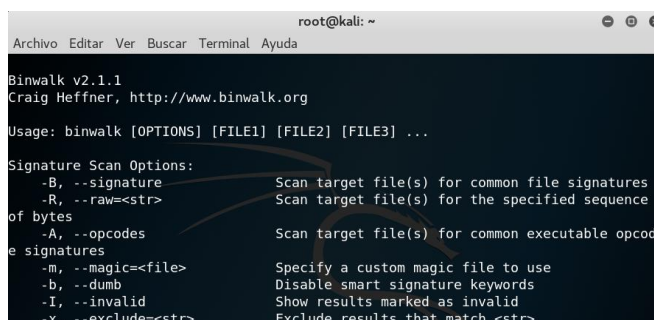 root@kali: ~
Archivo Editar Ver Buscar Terminal Ayuda
Binwalk v2.1.1
Craig Heffner, http://www.binwalk.org
Usage: binwalk [OPTIONS] [FILE1] [FILE2] [FILE3] ...
Signature Scan Options:
-B, --signature Scan target file(s) for common file signatures
-R, --raw=<str> Scan target file(s) for the specified sequence
of bytes
-A, --opcodes Scan target file(s) for common executable opcod
e signatures
-m, --magic=<file> Specify a custom magic file to use
-b, --dumb Disable smart signature keywords
-I, --invalid Show results marked as invalid
-x, --exclude=<str> Exclude results that match <str>